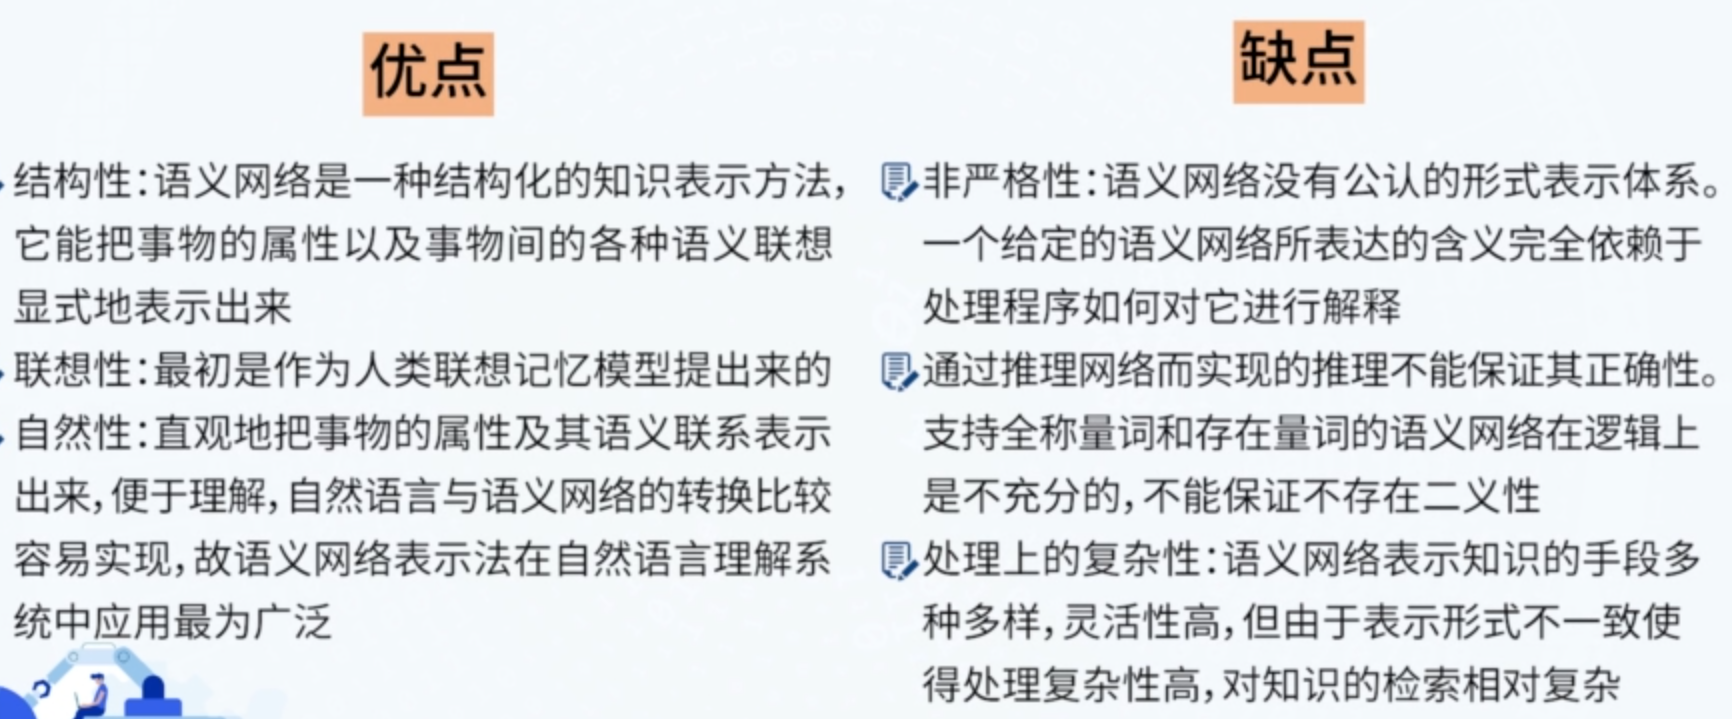 优点
结构性:语义网络是一种结构化的知识表示方法,
它能把事物的属性以及事物间的各种语义联想
显式地表示出来
联想性:最初是作为人类联想记忆模型提出来的
自然性:直观地把事物的属性及其语义联系表示
出来,便于理解,自然语言与语义网络的转换比较
容易实现,故语义网络表示法在自然语言理解系
统中应用最为广泛
缺点
非严格性:语义网络没有公认的形式表示体系。
一个给定的语义网络所表达的含义完全依赖于
处理程序如何对它进行解释
通过推理网络而实现的推理不能保证其正确性。
支持全称量词和存在量词的语义网络在逻辑上
是不充分的,不能保证不存在二义性
处理上的复杂性:语义网络表示知识的手段多
种多样,灵活性高,但由于表示形式不一致使
得处理复杂性高,对知识的检索相对复杂